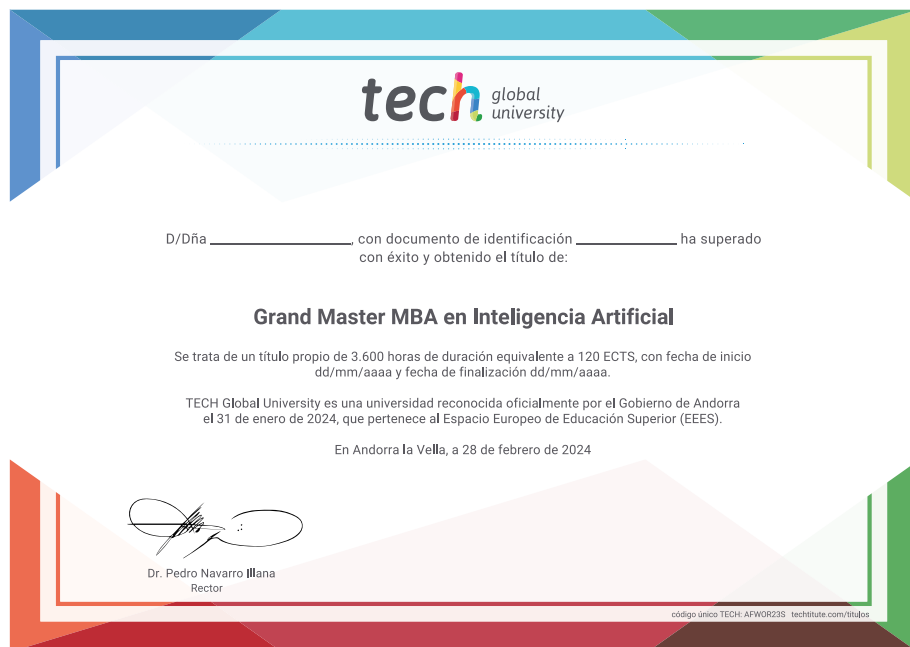 tech global
university
D/Dña , con documento de identificación ha superado
con éxito y obtenido el título de:
Grand Master MBA en Inteligencia Artificial
Se trata de un título propio de 3.600 horas de duración equivalente a 120 ECTS, con fecha de inicio
dd/mm/aaaa y fecha de finalización dd/mm/aaaa.
TECH Global University es una universidad reconocida oficialmente por el Gobierno de Andorra
el 31 de enero de 2024, que pertenece al Espacio Europeo de Educación Superior (EEES).
En Andorra la Vella, a 28 de febrero de 2024
Dr. Pedro Navarro Illana
Rector
código único TECH: AFWOR23S techtitute.com/titulos